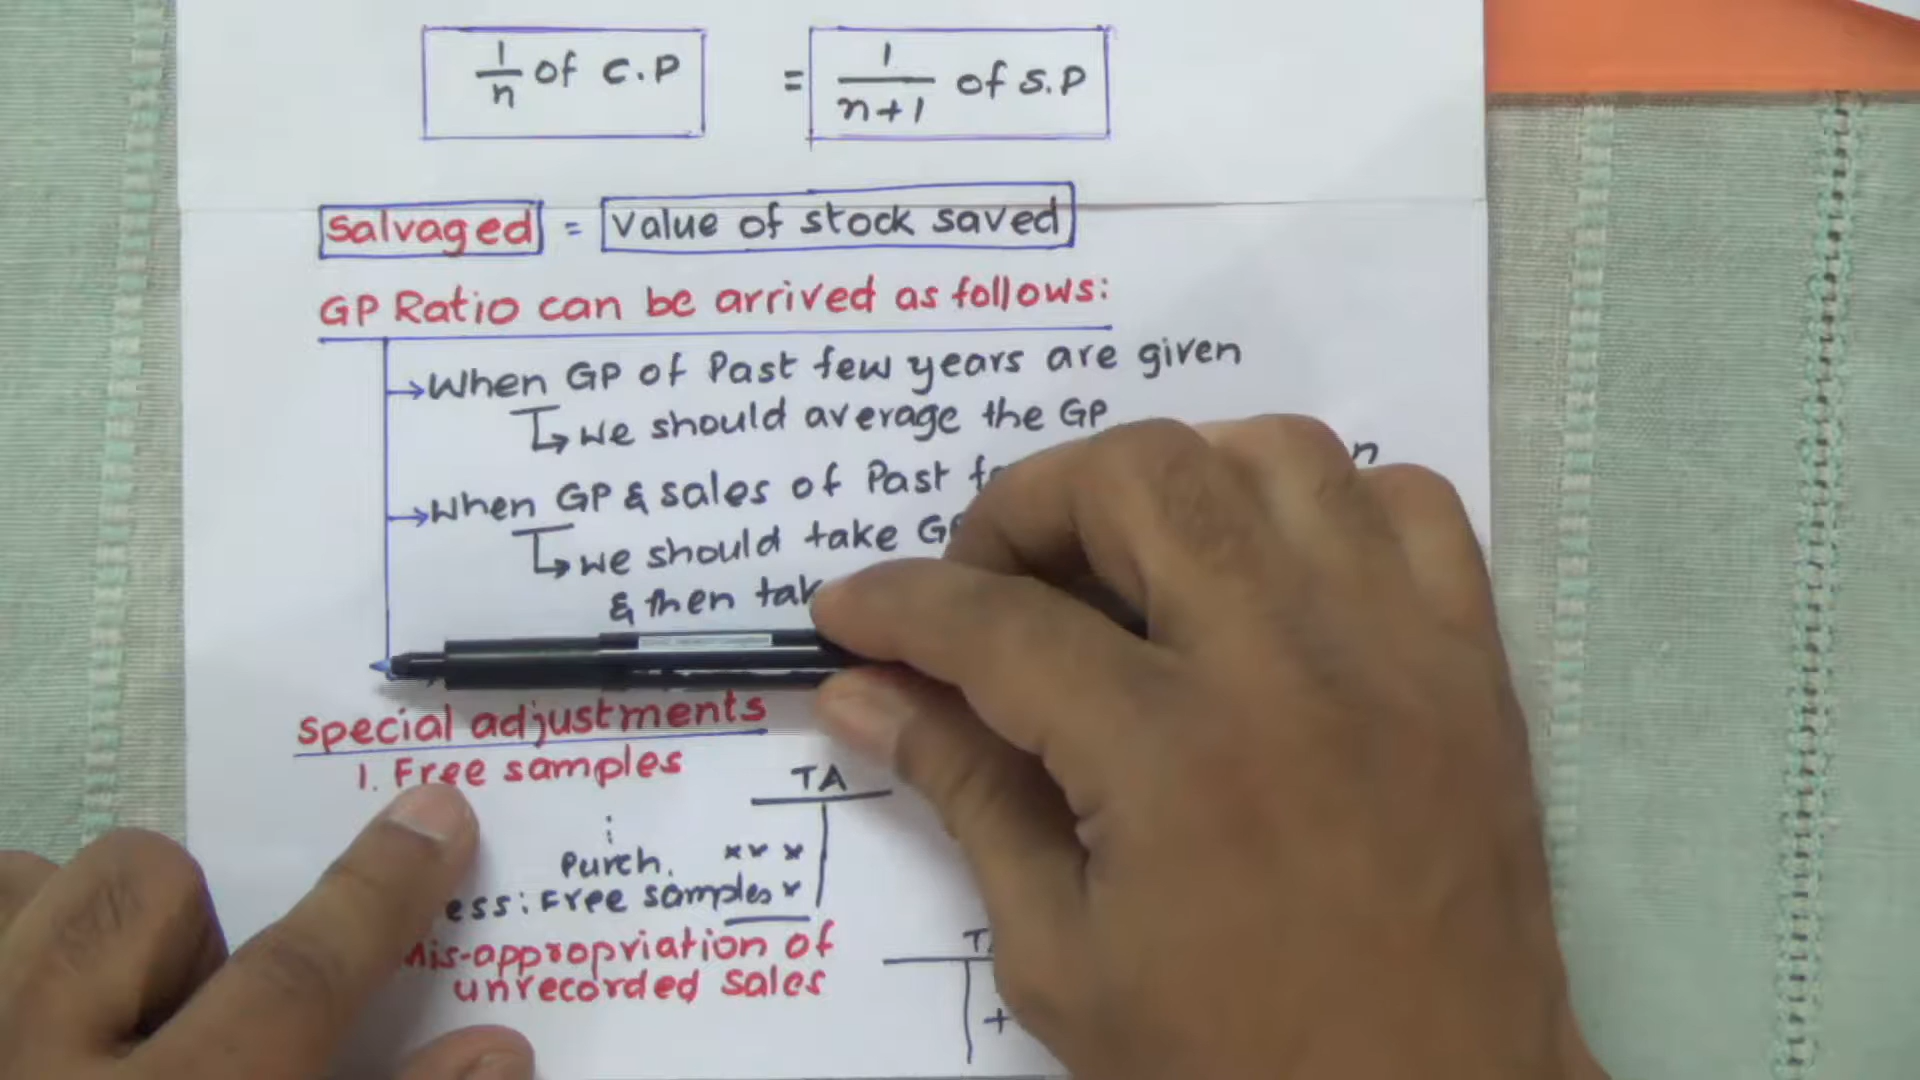 1/n of C.P = 1/n+1 of S.P
Salvaged = Value of stock saved
GP Ratio can be arrived as follows:
When GP of Past few years are given
we should average the GP
When GP & sales of Past
we should take
& then
Special adjustments
1. Free samples
TA
Purch. x x x
ess: Free samples x
Mis-appropriation of
unrecorded Sales
+